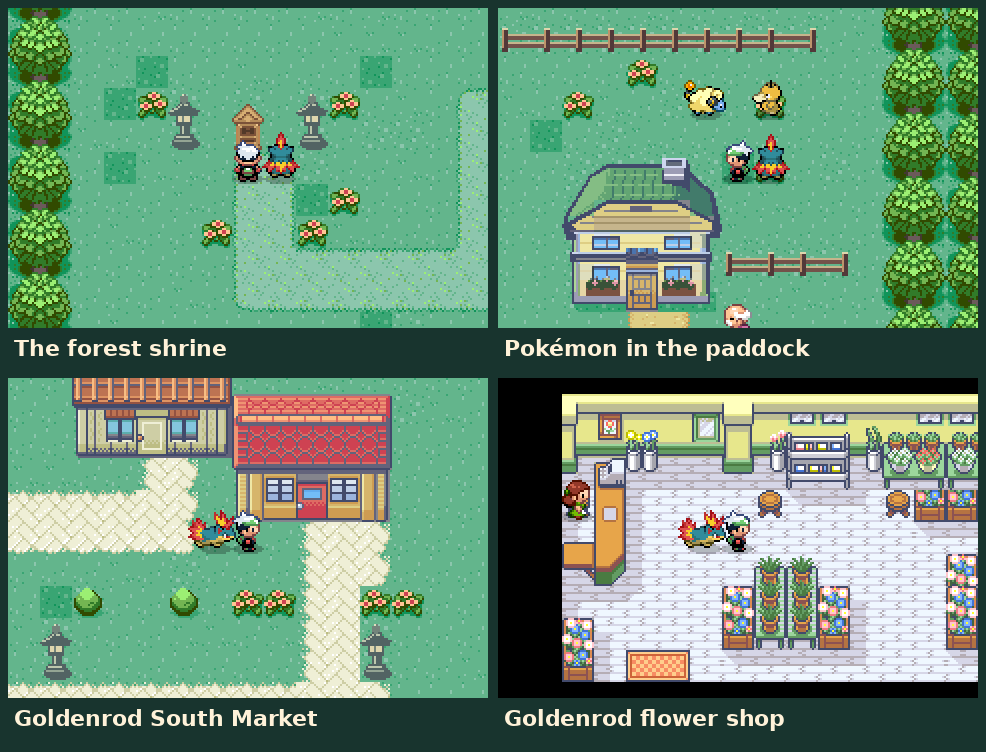 The forest shrine
Pokémon in the paddock
Goldenrod South Market
Goldenrod flower shop